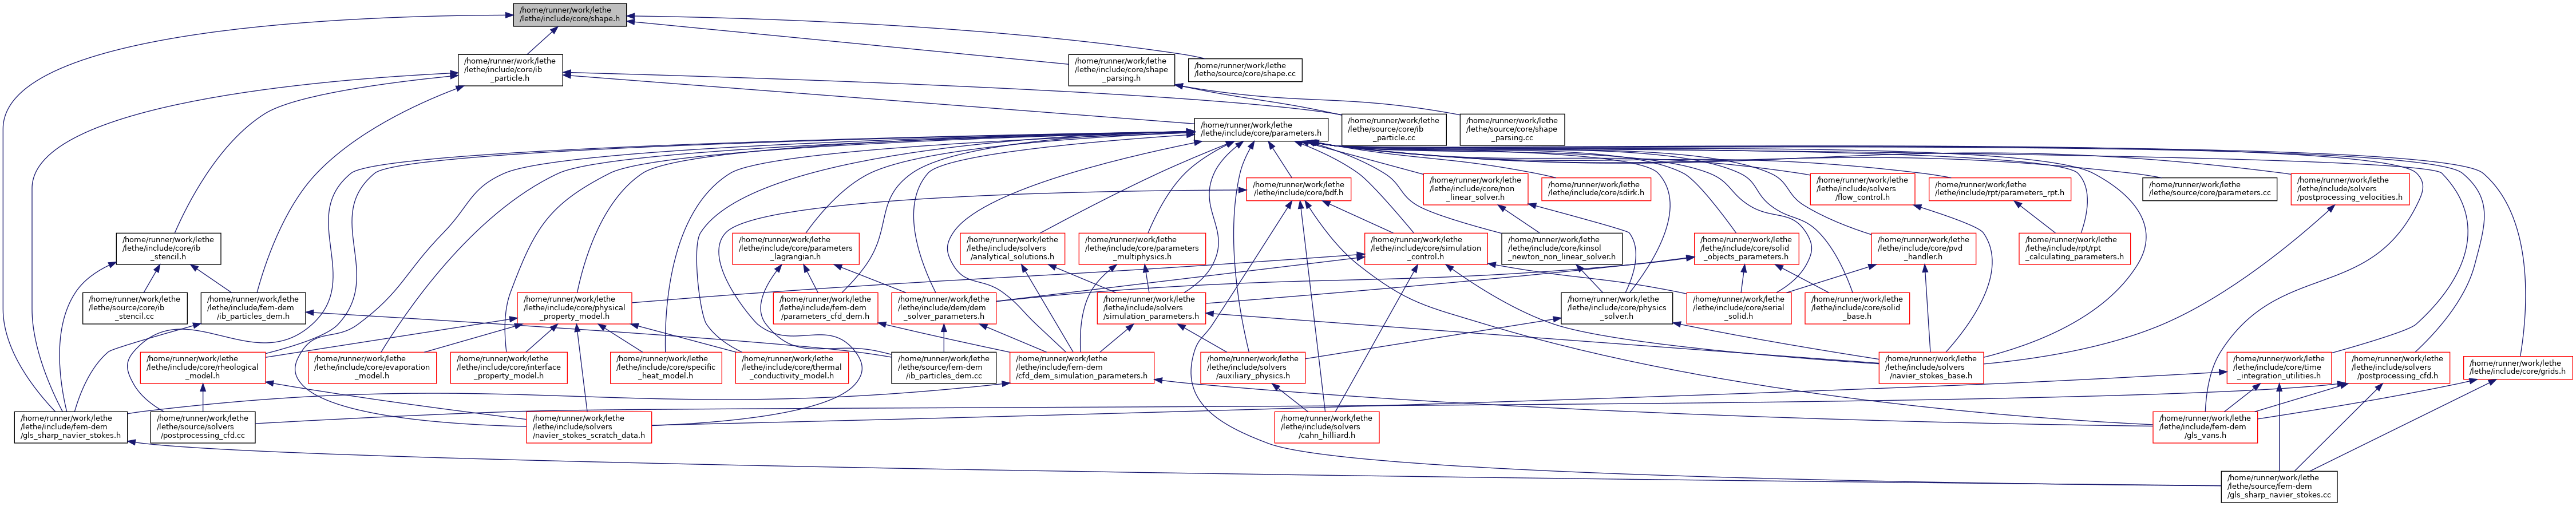 /home/runner/work/lethe
/lethe/include/core/shape.h
/home/runner/work/lethe
/lethe/include/core/ib
_particle.h
/home/runner/work/lethe
/lethe/include/core/shape
_parsing.h
/home/runner/work/lethe
/lethe/source/core/shape.cc
/home/runner/work/lethe
/lethe/include/core/parameters.h
/home/runner/work/lethe
/lethe/source/core/ib
_particle.cc
/home/runner/work/lethe
/lethe/source/core/shape
_parsing.cc
/home/runner/work/lethe
/lethe/include/core/bdf.h
/home/runner/work/lethe
/lethe/include/core/non
_linear_solver.h
/home/runner/work/lethe
/lethe/include/core/sdirk.h
/home/runner/work/lethe
/lethe/include/solvers
/flow_control.h
/home/runner/work/lethe
/lethe/include/rpt/parameters_rpt.h
/home/runner/work/lethe
/lethe/source/core/parameters.cc
/home/runner/work/lethe
/lethe/include/solvers
/postprocessing_velocities.h
/home/runner/work/lethe
/lethe/include/core/ib
_stencil.h
/home/runner/work/lethe
/lethe/include/core/parameters
_lagrangian.h
/home/runner/work/lethe
/lethe/include/solvers
/analytical_solutions.h
/home/runner/work/lethe
/lethe/include/core/parameters
_multiphysics.h
/home/runner/work/lethe
/lethe/include/core/simulation
_control.h
/home/runner/work/lethe
/lethe/include/core/kinsol
_newton_non_linear_solver.h
/home/runner/work/lethe
/lethe/include/core/solid
_objects_parameters.h
/home/runner/work/lethe
/lethe/include/core/pvd
_handler.h
/home/runner/work/lethe
/lethe/include/rpt/rpt
_calculating_parameters.h
/home/runner/work/lethe
/lethe/source/core/ib
_stencil.cc
/home/runner/work/lethe
/lethe/include/fem-dem
/ib_particles_dem.h
/home/runner/work/lethe
/lethe/include/core/physical
_property_model.h
/home/runner/work/lethe
/lethe/include/fem-dem
/parameters_cfd_dem.h
/home/runner/work/lethe
/lethe/include/dem/dem
_solver_parameters.h
/home/runner/work/lethe
/lethe/include/solvers
/simulation_parameters.h
/home/runner/work/lethe
/lethe/include/core/physics
_solver.h
/home/runner/work/lethe
/lethe/include/core/serial
_solid.h
/home/runner/work/lethe
/lethe/include/core/solid
_base.h
/home/runner/work/lethe
/lethe/include/core/rheological
_model.h
/home/runner/work/lethe
/lethe/include/core/evaporation
_model.h
/home/runner/work/lethe
/lethe/include/core/interface
_property_model.h
/home/runner/work/lethe
/lethe/include/core/specific
_heat_model.h
/home/runner/work/lethe
/lethe/include/core/thermal
_conductivity_model.h
/home/runner/work/lethe
/lethe/source/fem-dem
/ib_particles_dem.cc
/home/runner/work/lethe
/lethe/include/fem-dem
/cfd_dem_simulation_parameters.h
/home/runner/work/lethe
/lethe/include/solvers
/auxiliary_physics.h
/home/runner/work/lethe
/lethe/include/solvers
/navier_stokes_base.h
/home/runner/work/lethe
/lethe/include/core/time
_integration_utilities.h
/home/runner/work/lethe
/lethe/include/solvers
/postprocessing_cfd.h
/home/runner/work/lethe
/lethe/include/core/grids.h
/home/runner/work/lethe
/lethe/include/fem-dem
/gls_sharp_navier_stokes.h
/home/runner/work/lethe
/lethe/source/solvers
/postprocessing_cfd.cc
/home/runner/work/lethe
/lethe/include/solvers
/navier_stokes_scratch_data.h
/home/runner/work/lethe
/lethe/include/solvers
/cahn_hilliard.h
/home/runner/work/lethe
/lethe/include/fem-dem
/gls_vans.h
/home/runner/work/lethe
/lethe/source/fem-dem
/gls_sharp_navier_stokes.cc